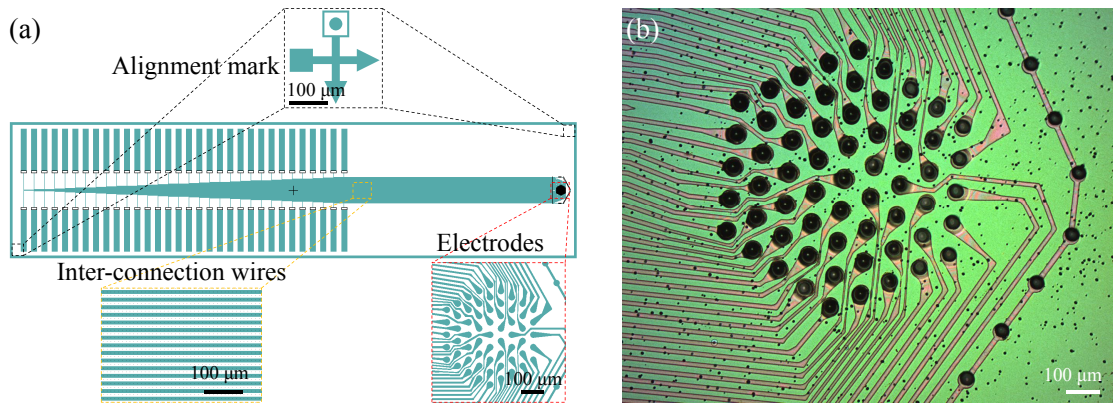 (a)
Alignment mark
100 μm
Inter-connection wires
100 μm
Electrodes
100 μm
(b)
100 μm